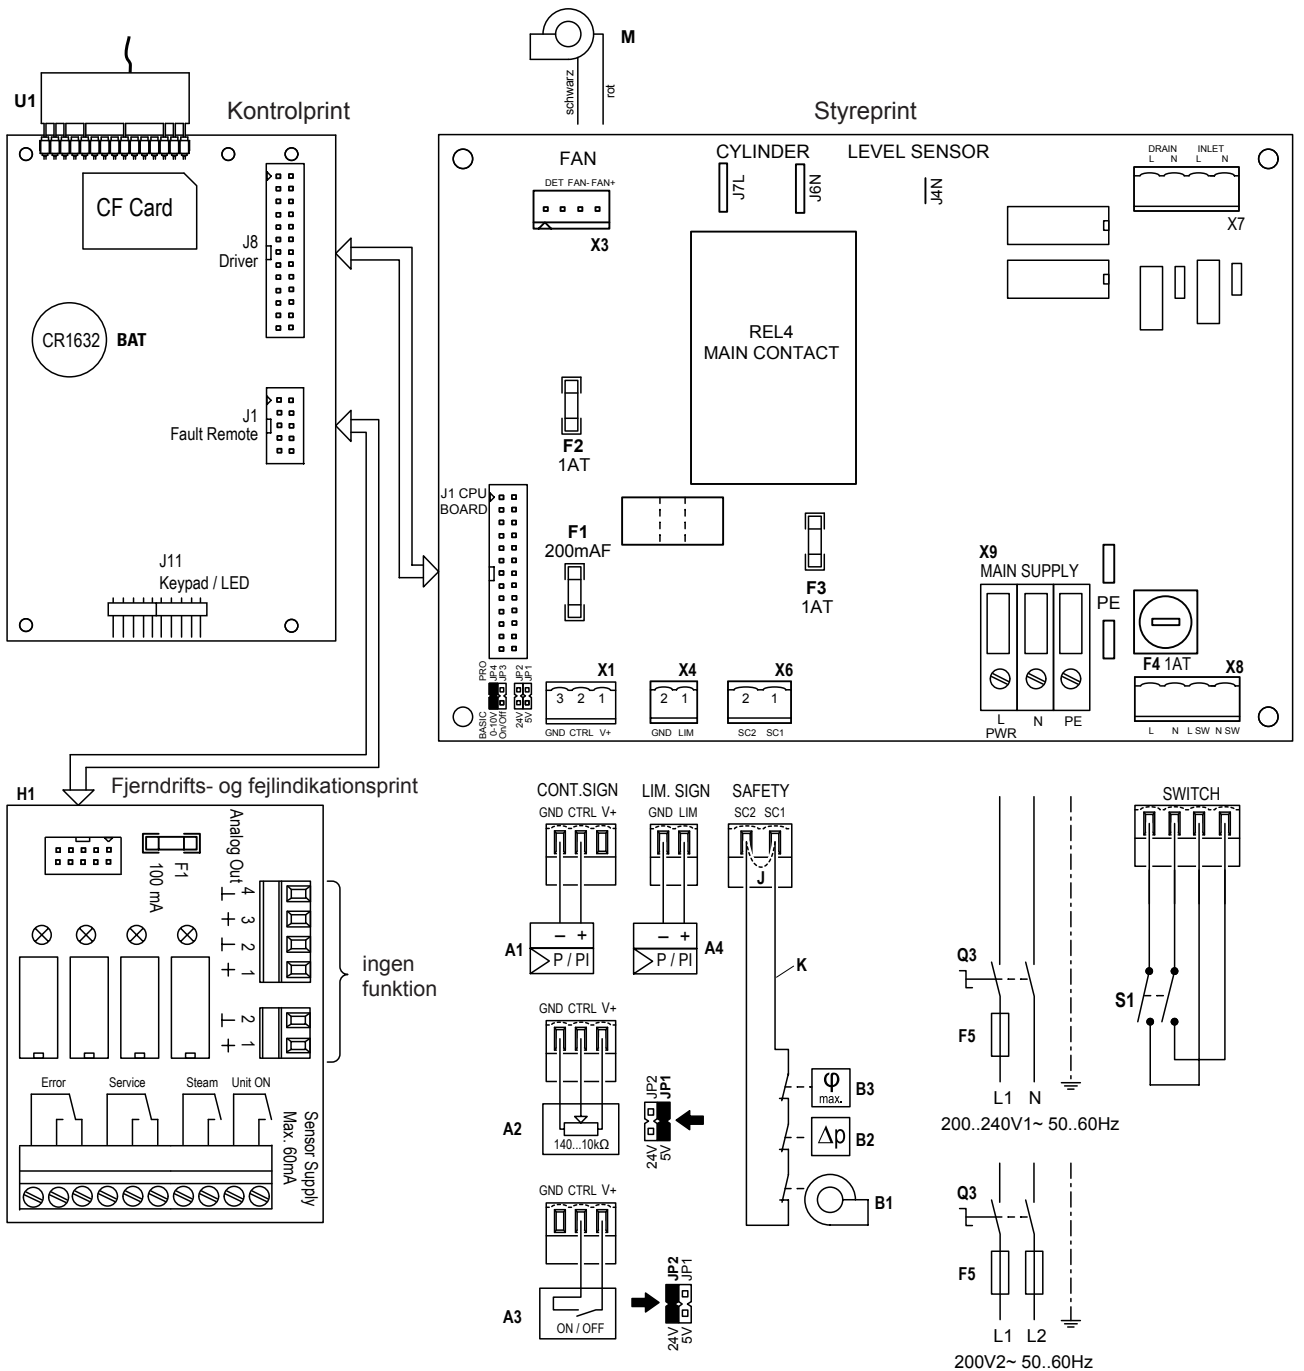 M
schwarz
rot
U1
Kontrolprint
Styreprint
CF Card
J8
Driver
CR1632
BAT
J1
Fault Remote
J11
Keypad / LED
FAN
DET FAN- FAN+
X3
CYLINDER
J7L
J6N
LEVEL SENSOR
J4N
DRAIN INLET
L N L N
X7
REL4
MAIN CONTACT
F2
1AT
J1 CPU
BOARD
F1
200mAF
F3
1AT
X9
MAIN SUPPLY
PE
F4 1AT
X8
L N L SW N SW
L N PE
PWR
PRO
BASIC
JP4
JP3
0-10V
On/Off
JP2
JP1
24V
5V
X1
3 2 1
GND CTRL V+
X4
2 1
GND LIM
X6
2 1
SC2 SC1
H1
Fjerndrifts- og fejlindikationsprint
F1
100 mA
Analog Out
⊥ 4
+ 3
⊥ 2
+ 1
⊥ 2
+ 1
ingen
funktion
Error Service Steam Unit ON
Sensor Supply
Max. 60mA
CONT.SIGN
GND CTRL V+
– +
P / PI
A1
LIM. SIGN
GND LIM
– +
P / PI
A4
SAFETY
SC2 SC1
J
K
B3
φ
max.
B2
Δp
B1
GND CTRL V+
A2
140...10kΩ
JP2
JP1
24V
5V
GND CTRL V+
A3
ON / OFF
JP2
JP1
24V
5V
Q3
F5
L1 N
200..240V1~ 50..60Hz
Q3
F5
L1 L2
200V2~ 50..60Hz
SWITCH
S1